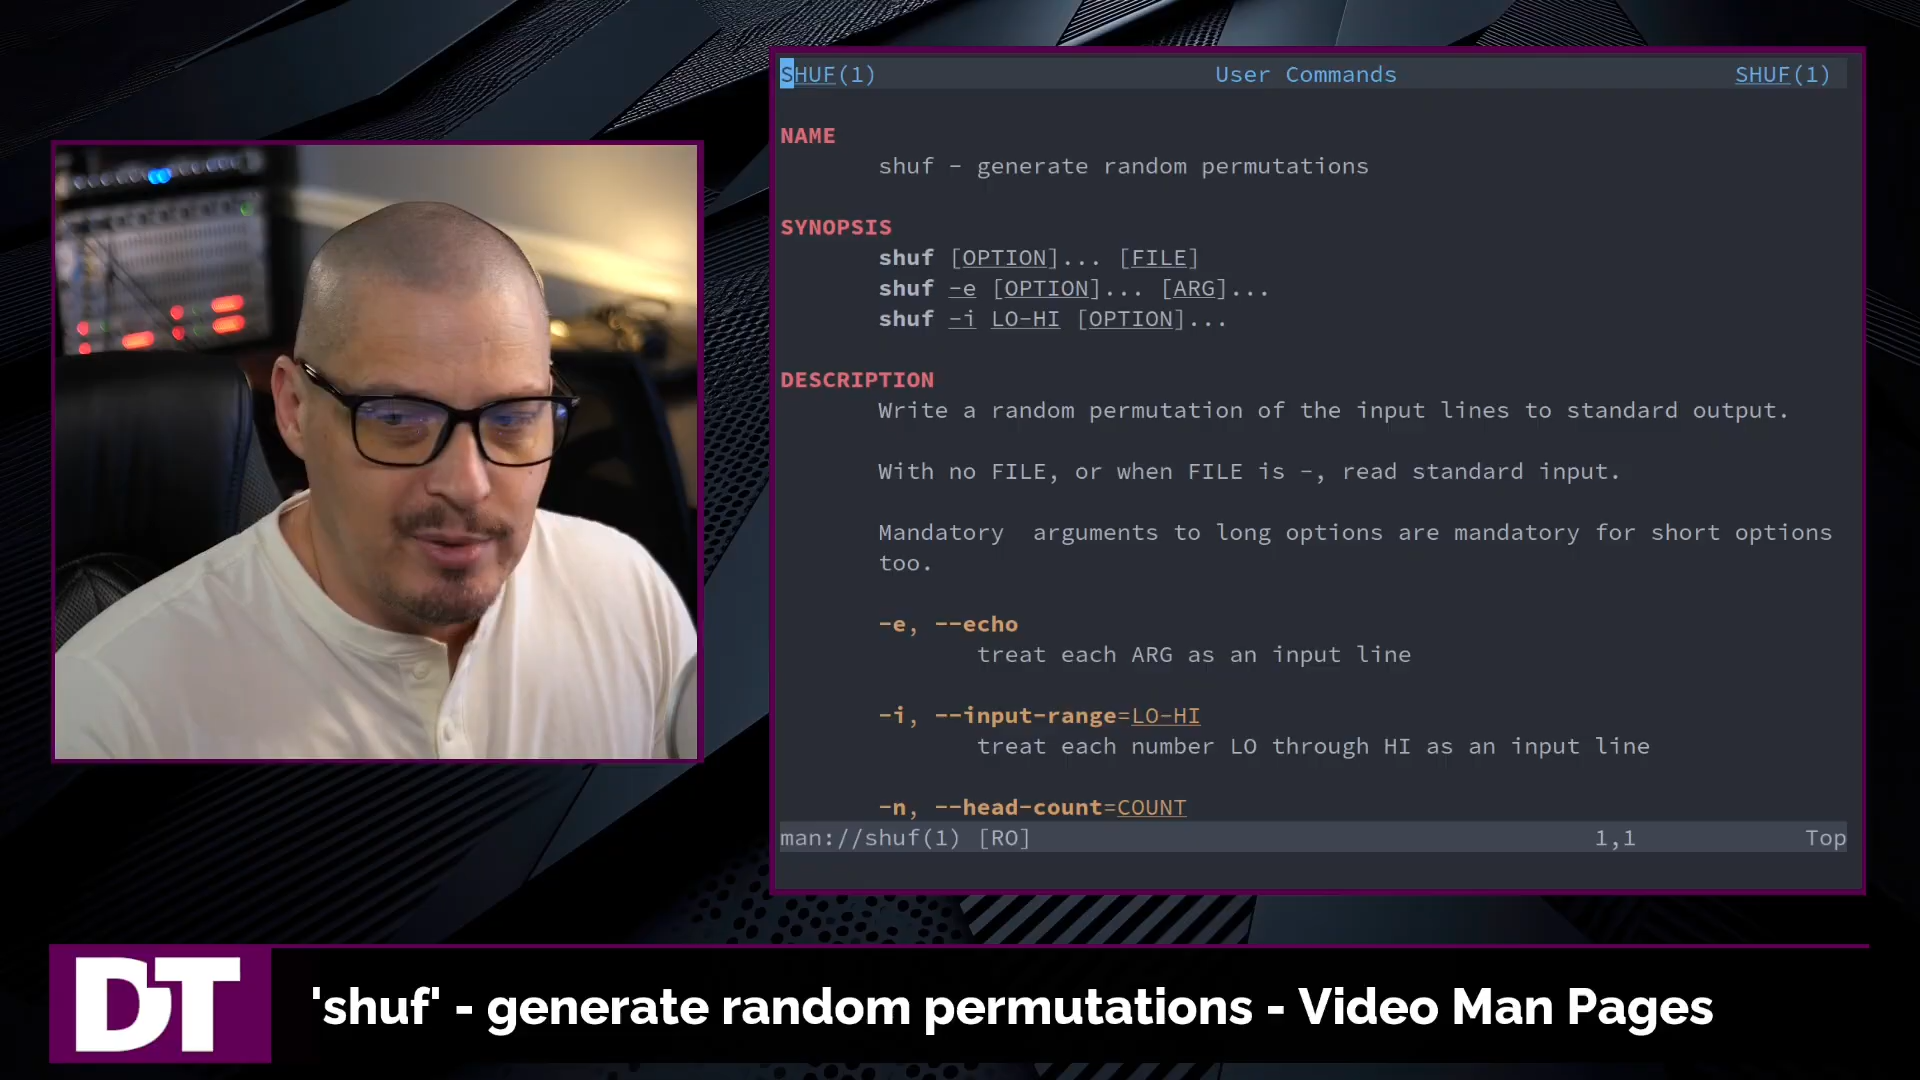 SHUF(1) User Commands SHUF(1)
NAME
shuf - generate random permutations
SYNOPSIS
shuf [OPTION]... [FILE]
shuf -e [OPTION]... [ARG]...
shuf -i LO-HI [OPTION]...
DESCRIPTION
Write a random permutation of the input lines to standard output.
With no FILE, or when FILE is -, read standard input.
Mandatory  arguments to long options are mandatory for short options
too.
-e, --echo
treat each ARG as an input line
-i, --input-range=LO-HI
treat each number LO through HI as an input line
-n, --head-count=COUNT
man://shuf(1) [RO] 1,1 Top
DT
'shuf' - generate random permutations - Video Man Pages